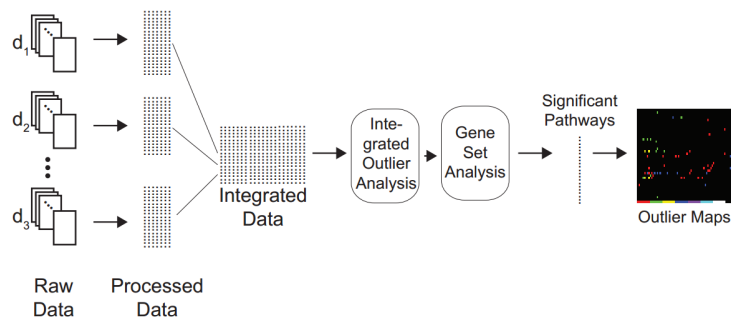 d1
d2
d3
Raw
Data
Processed
Data
Integrated
Data
Inte-
grated
Outlier
Analysis
Gene
Set
Analysis
Significant
Pathways
Outlier Maps